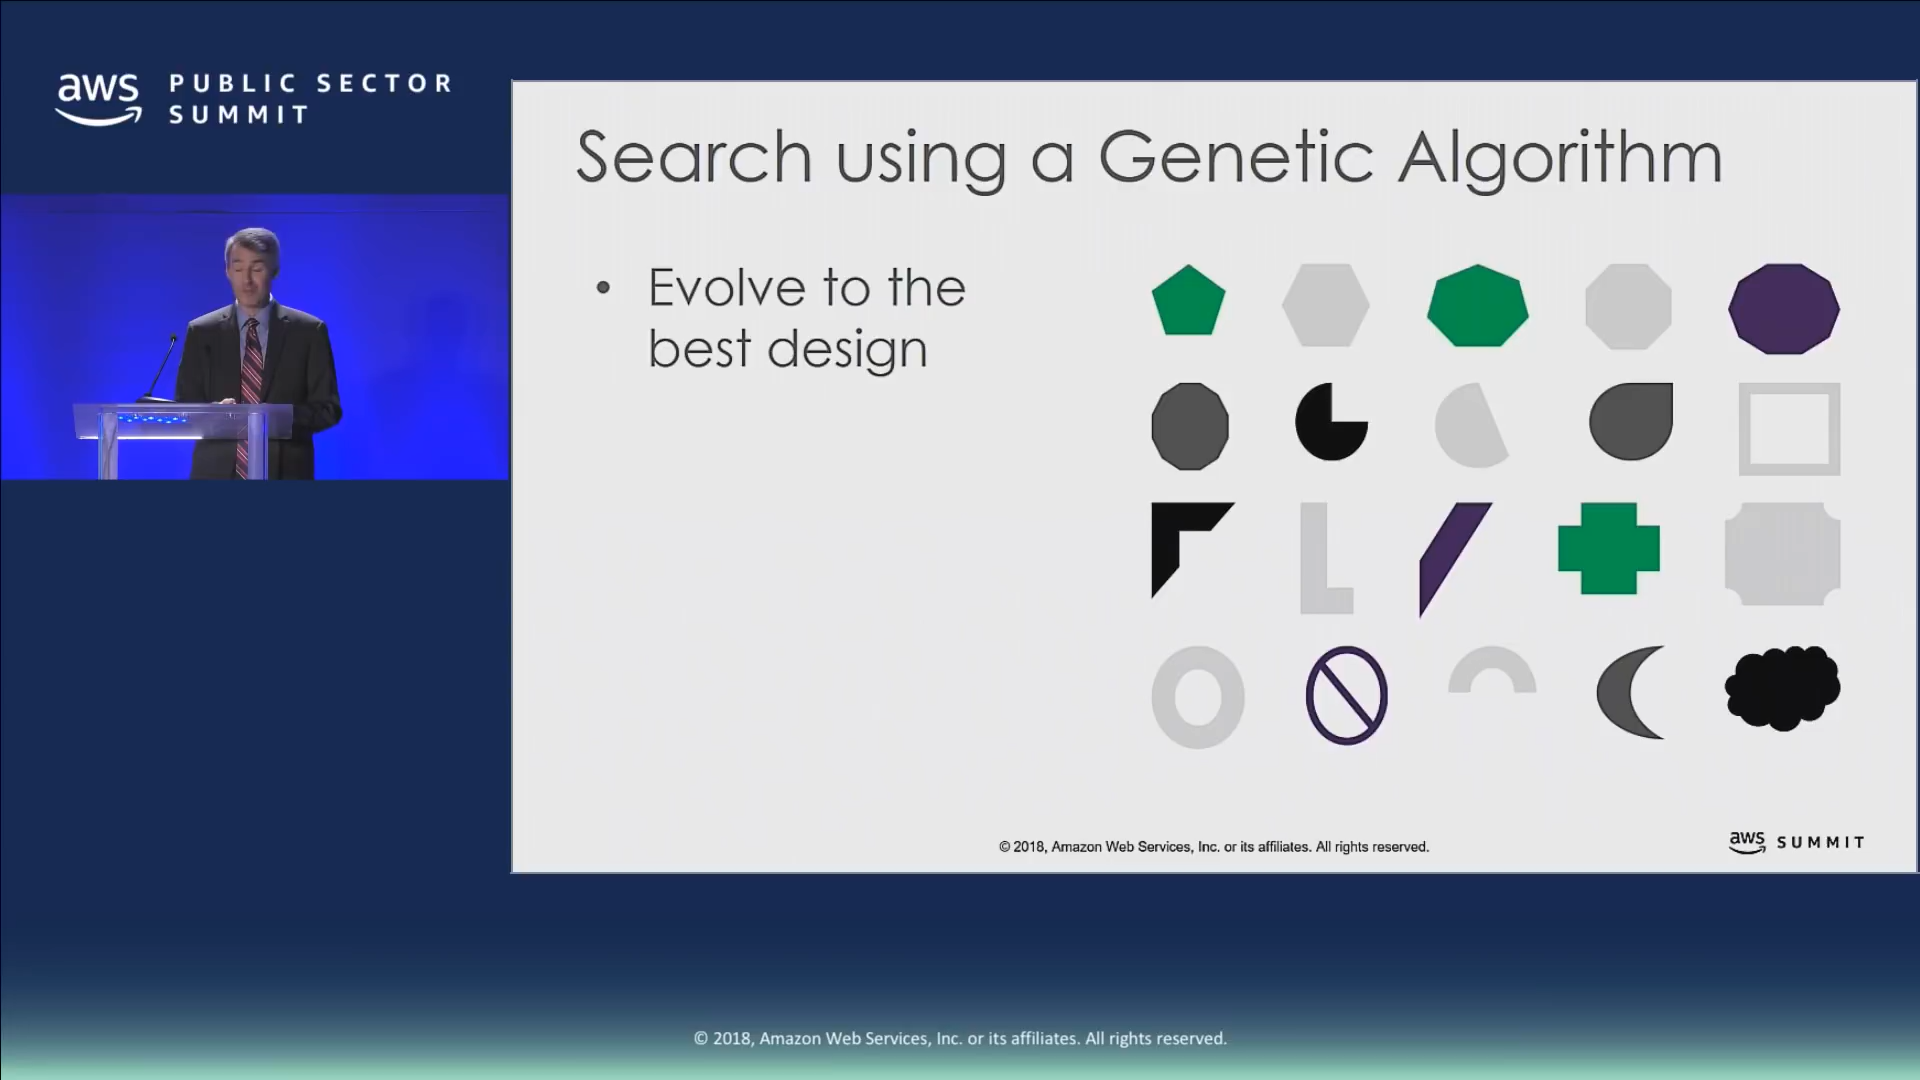 aws PUBLIC SECTOR
SUMMIT
Search using a Genetic Algorithm
• Evolve to the
best design
© 2018, Amazon Web Services, Inc. or its affiliates. All rights reserved.
aws SUMMIT
© 2018, Amazon Web Services, Inc. or its affiliates. All rights reserved.